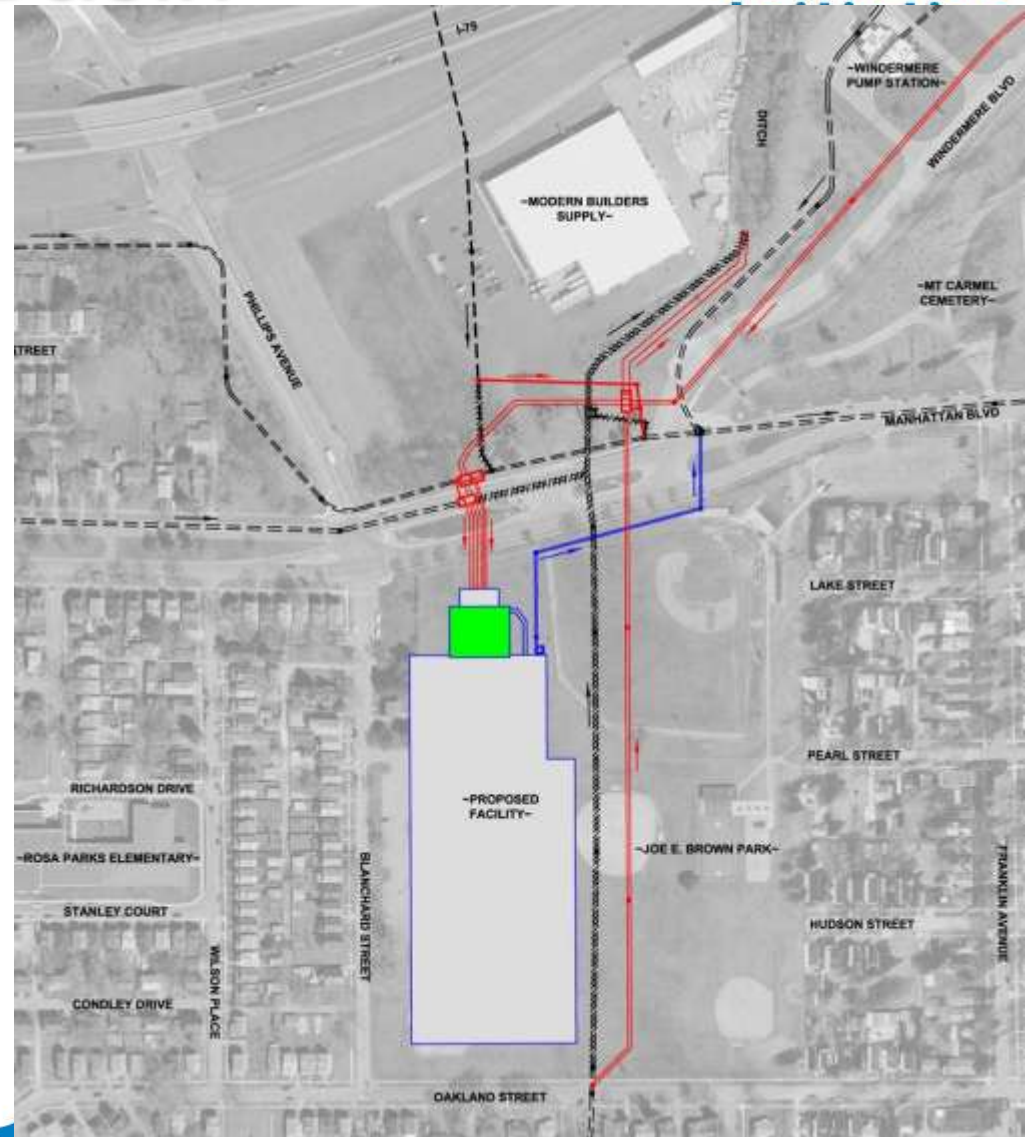 I-79
~WINDERMERE
PUMP STATION~
WINDERMERE BLVD
DITCH
~MODERN BUILDERS
SUPPLY~
~MT CARMEL
CEMETERY~
PHILLIPS AVENUE
STREET
MANHATTAN BLVD
LAKE STREET
PEARL STREET
RICHARDSON DRIVE
~PROPOSED
FACILITY~
~JOE E. BROWN PARK~
~ROSA PARKS ELEMENTARY~
FRANKLIN AVENUE
BLANCHARD STREET
STANLEY COURT
HUDSON STREET
WILSON PLACE
CONDLEY DRIVE
OAKLAND STREET